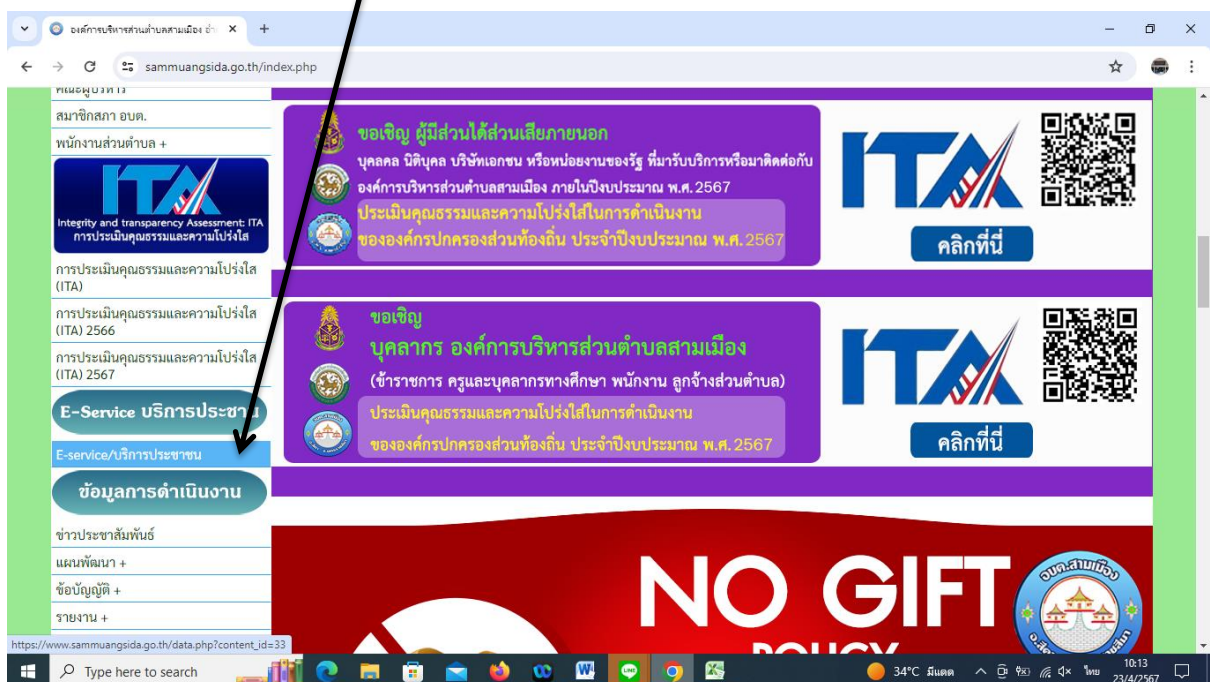 องค์การบริหารส่วนตำบลสามเมือง อำ
sammuangsida.go.th/index.php
คณะผู้บริหาร
สมาชิกสภา อบต.
พนักงานส่วนตำบล +
ITA
Integrity and transparency Assessment: ITA
การประเมินคุณธรรมและความโปร่งใส
การประเมินคุณธรรมและความโปร่งใส
(ITA)
การประเมินคุณธรรมและความโปร่งใส
(ITA) 2566
การประเมินคุณธรรมและความโปร่งใส
(ITA) 2567
E-Service บริการประชาชน
E-service/บริการประชาชน
ข้อมูลการดำเนินงาน
ข่าวประชาสัมพันธ์
แผนพัฒนา +
ข้อบัญญัติ +
รายงาน +
ขอเชิญ ผู้มีส่วนได้ส่วนเสียภายนอก
บุคลคล นิติบุคล บริษัทเอกชน หรือหน่วยงานของรัฐ ที่มารับบริการหรือมาติดต่อกับ
องค์การบริหารส่วนตำบลสามเมือง ภายในปีงบประมาณ พ.ศ.2567
ประเมินคุณธรรมและความโปร่งใส่ในการดำเนินงาน
ขององค์กรปกครองส่วนท้องถิ่น ประจำปีงบประมาณ พ.ศ.2567
ITA
คลิกที่นี่
ขอเชิญ
บุคลากร องค์การบริหารส่วนตำบลสามเมือง
(ข้าราชการ ครูและบุคลากรทางศึกษา พนักงาน ลูกจ้างส่วนตำบล)
ประเมินคุณธรรมและความโปร่งใส่ในการดำเนินงาน
ขององค์กรปกครองส่วนท้องถิ่น ประจำปีงบประมาณ พ.ศ.2567
ITA
คลิกที่นี่
NO GIFT
POLICY
อบต.สามเมือง
https://www.sammuangsida.go.th/data.php?content_id=33
Type here to search
34°C มีแดด
ไทย
10:13
23/4/2567